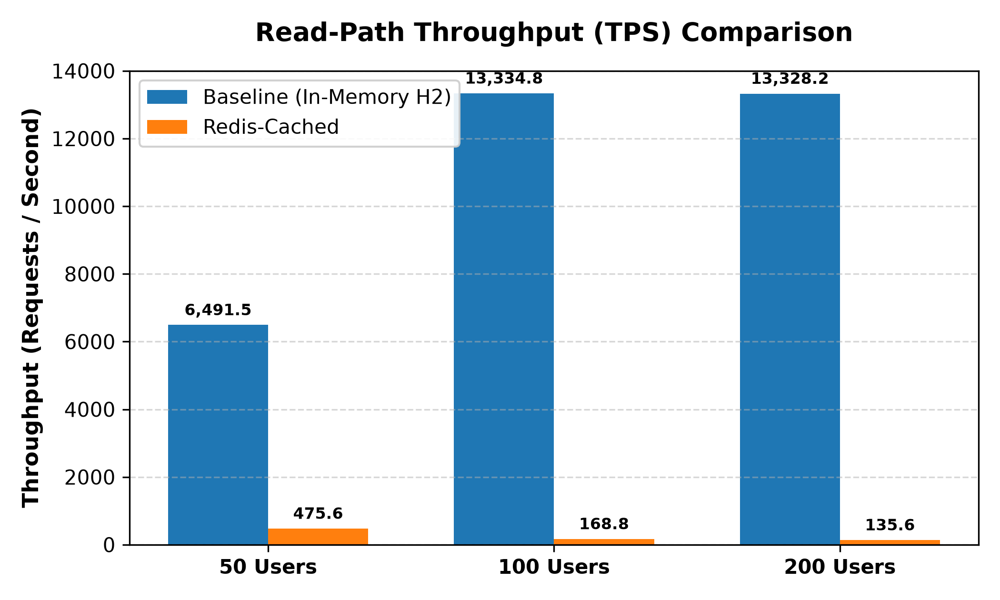 Read-Path Throughput (TPS) Comparison
Throughput (Requests / Second)
14000
12000
10000
8000
6000
4000
2000
0
Baseline (In-Memory H2)
Redis-Cached
6,491.5
475.6
13,334.8
168.8
13,328.2
135.6
50 Users
100 Users
200 Users